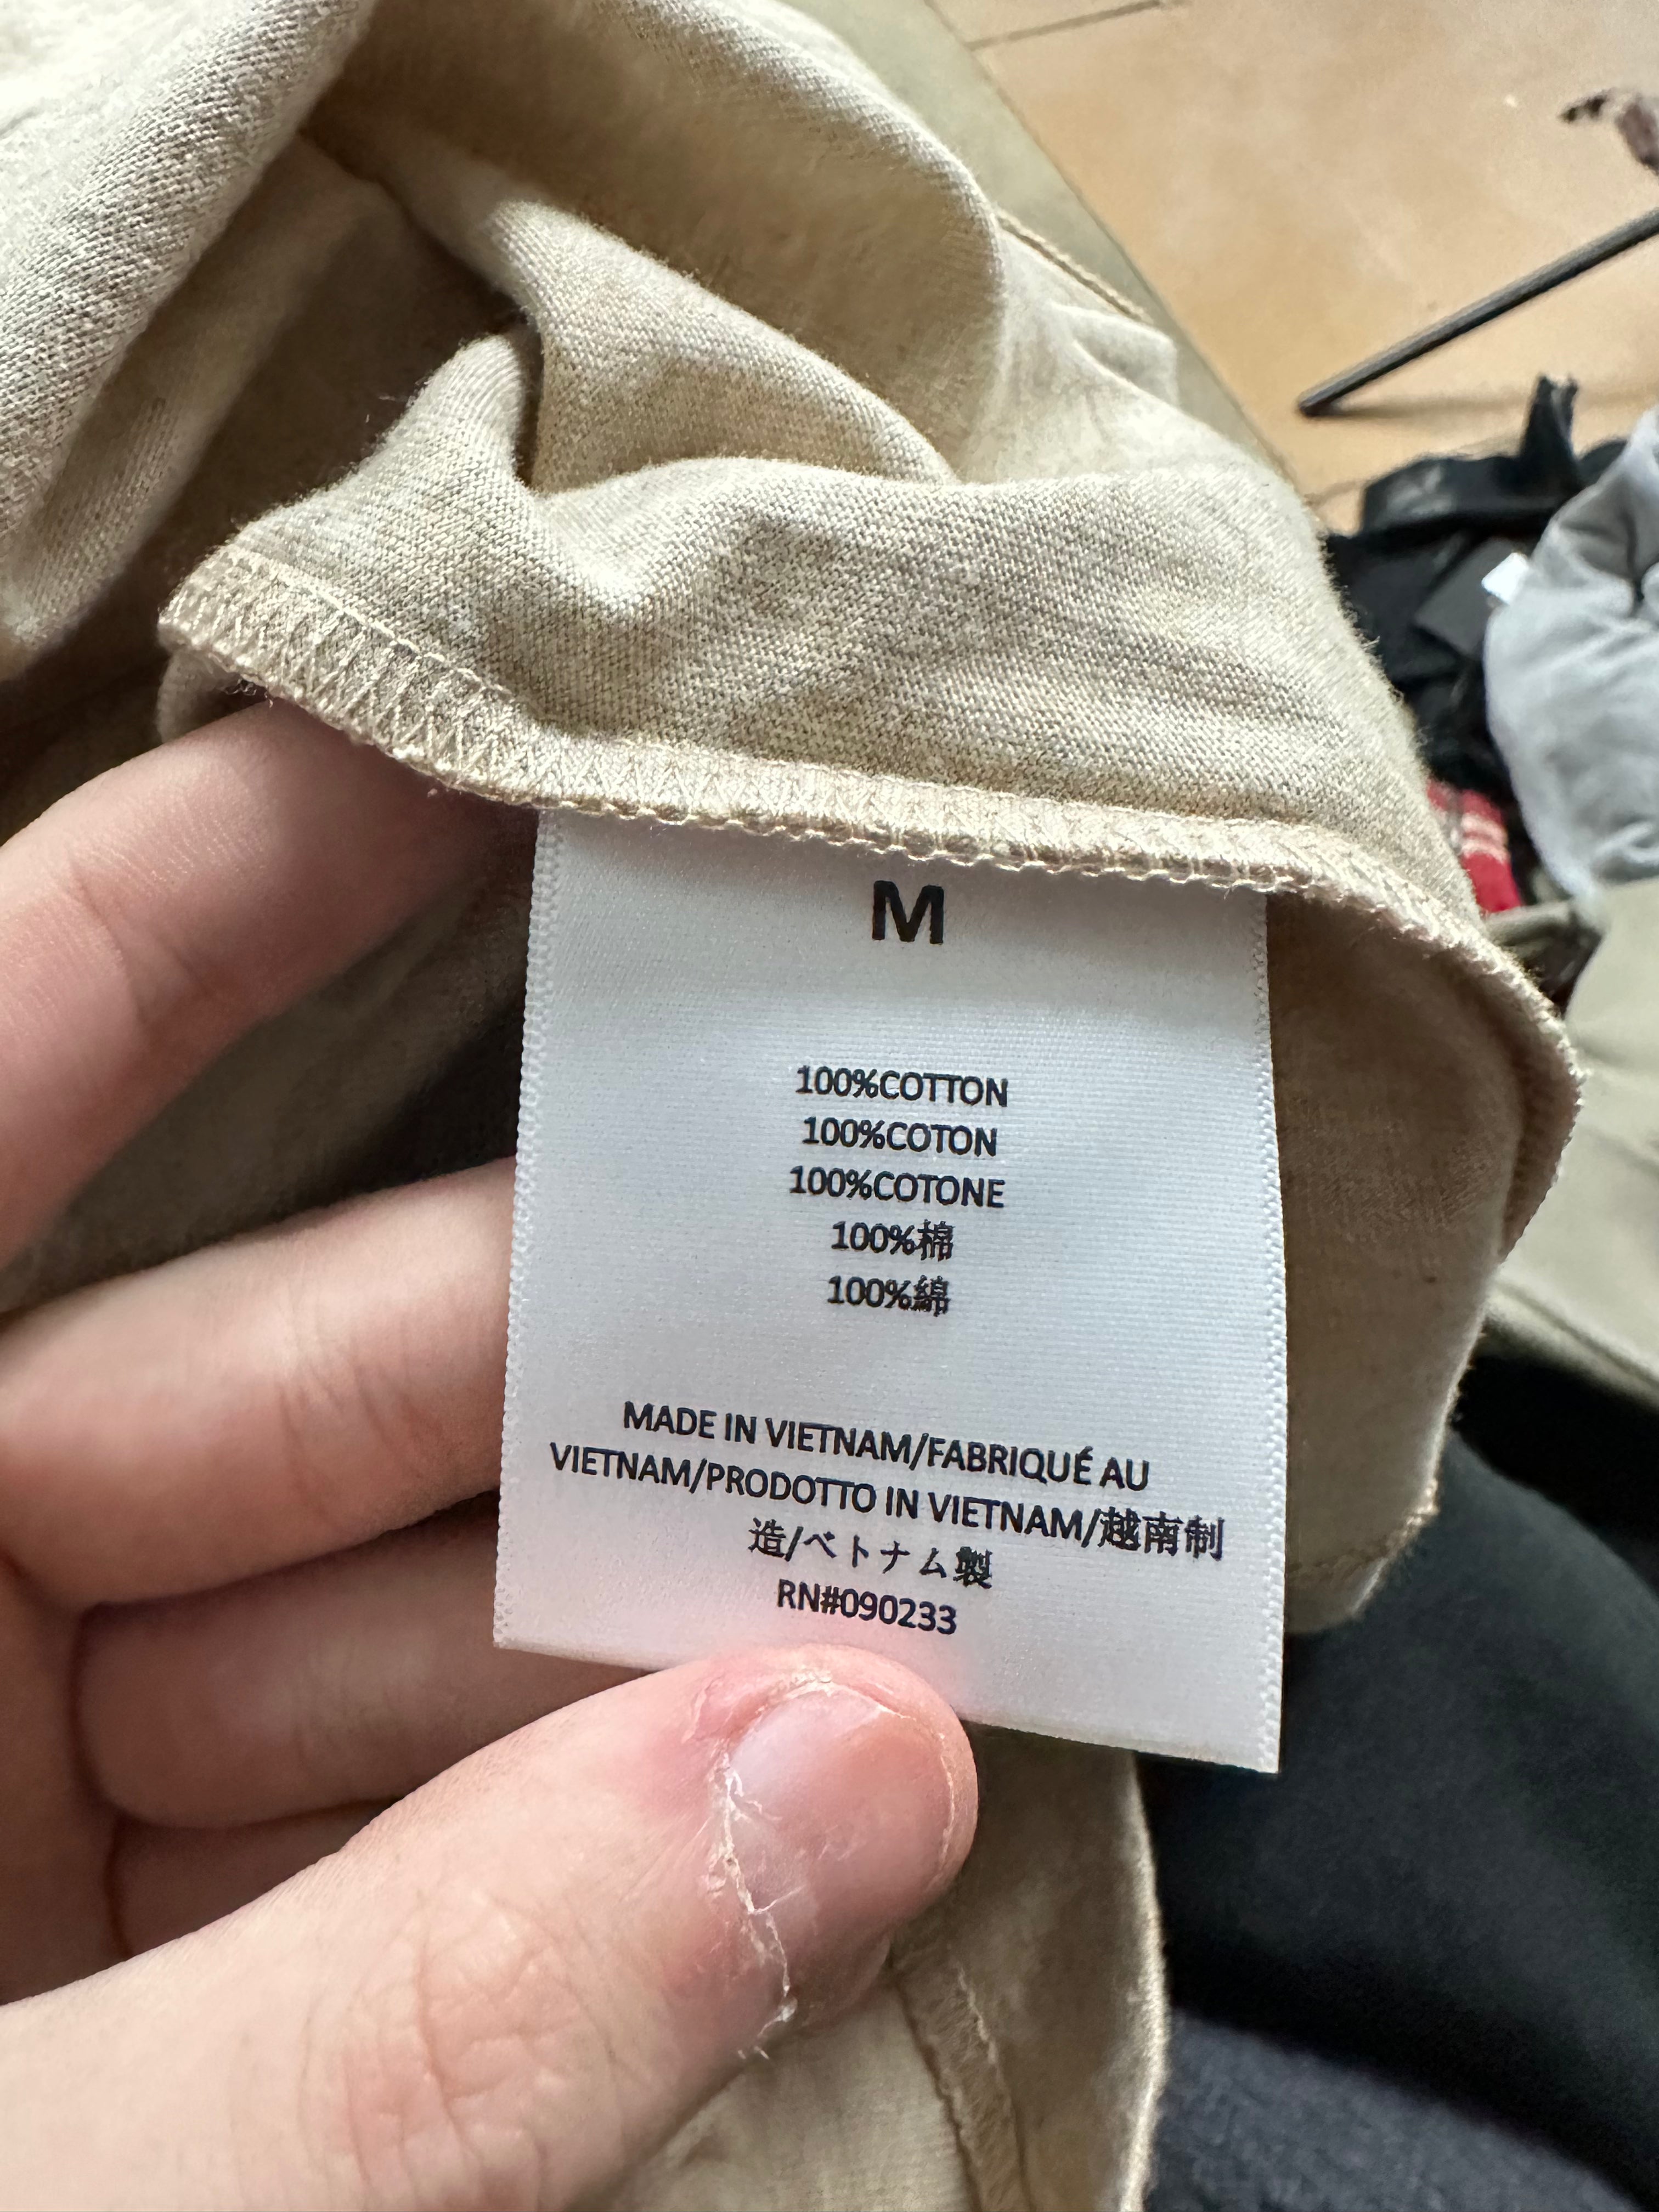 M
100%COTTON
100%COTON
100%COTONE
100%棉
100%綿
MADE IN VIETNAM/FABRIQUÉ AU
VIETNAM/PRODOTTO IN VIETNAM/越南制
造/ベトナム製
RN#090233